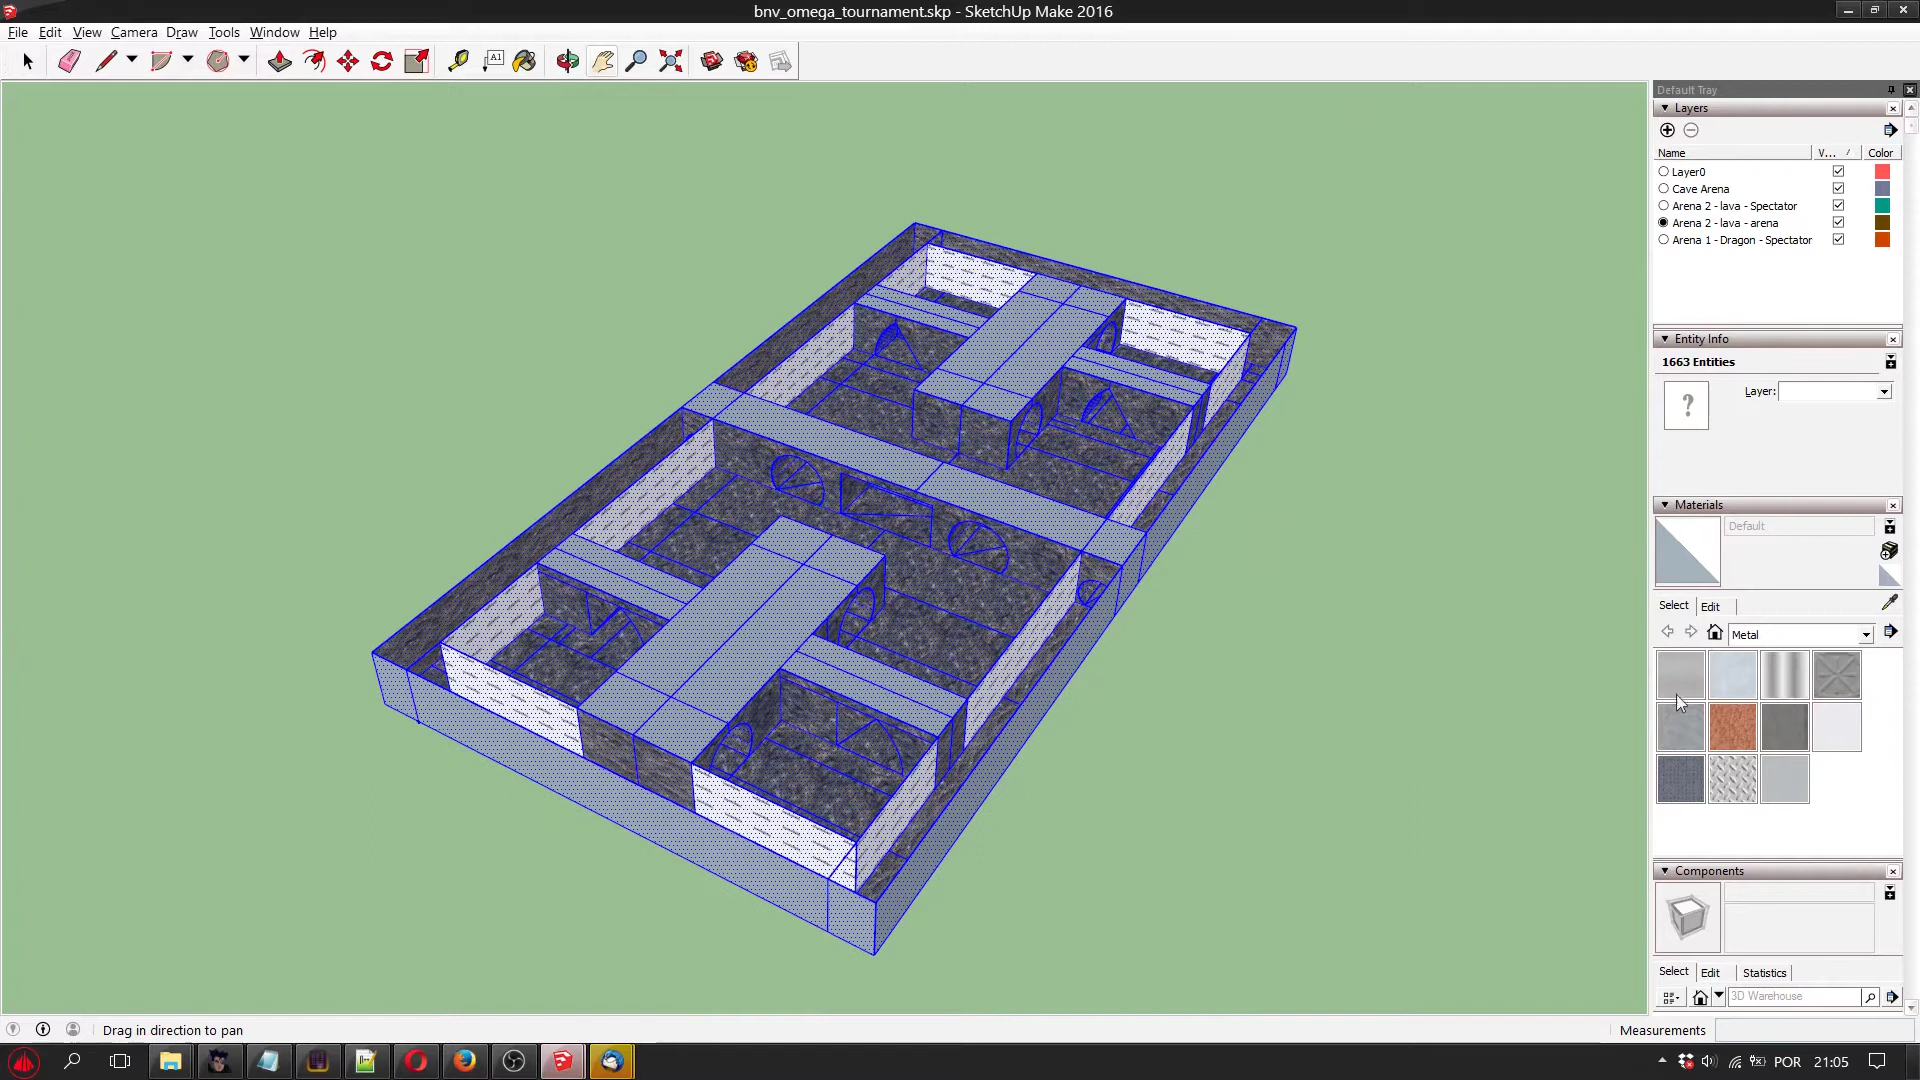 bnv_omega_tournament.skp - SketchUp Make 2016
File Edit View Camera Draw Tools Window Help
A1
Default Tray
Layers
Name V... / Color
Layer0
Cave Arena
Arena 2 - lava - Spectator
Arena 2 - lava - arena
Arena 1 - Dragon - Spectator
Entity Info
1663 Entities
?
Layer:
Materials
Default
Select Edit
Metal
Components
Select Edit Statistics
3D Warehouse
Drag in direction to pan
Measurements
POR 21:05